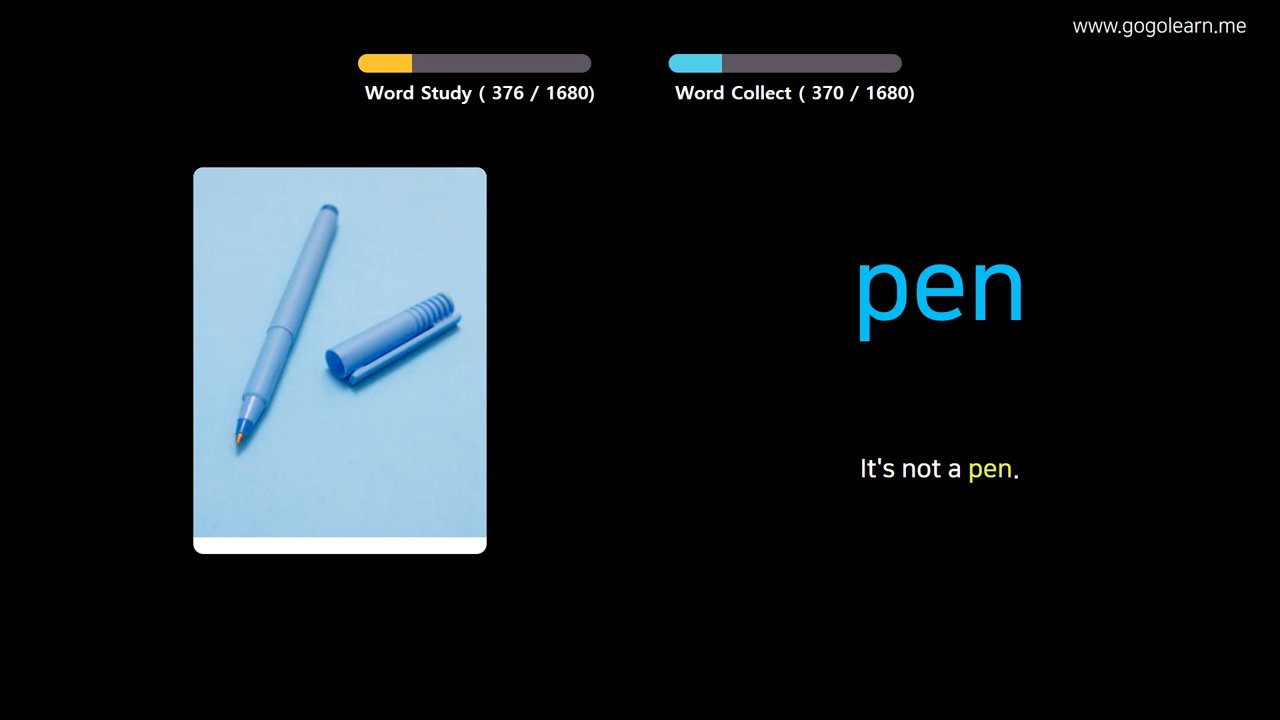 www.gogolearn.me
Word Study ( 376 / 1680)
Word Collect ( 370 / 1680)
pen
It's not a pen.